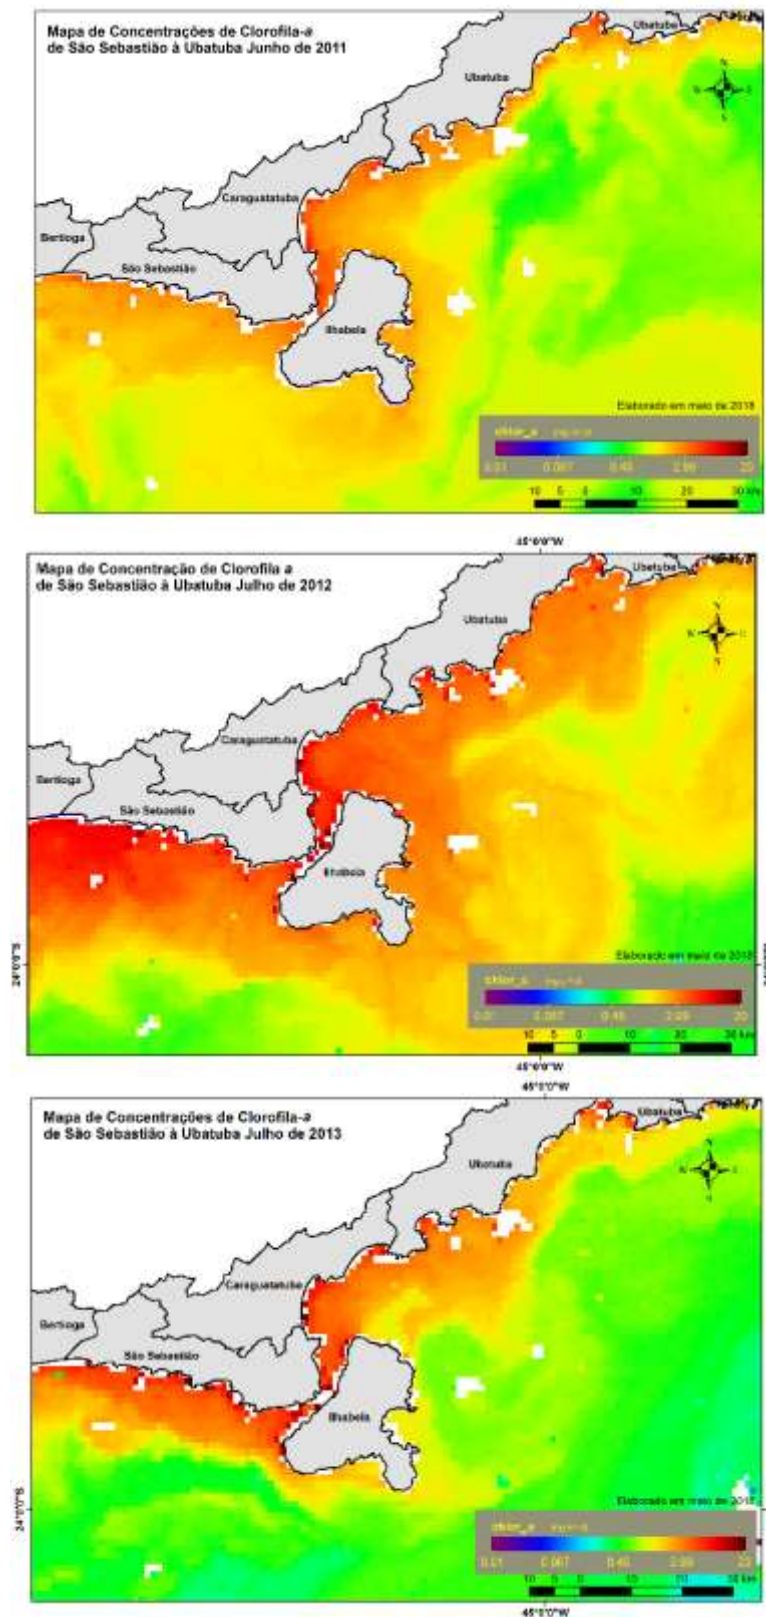 Mapa de Concentrações de Clorofila-a
de São Sebastião à Ubatuba Junho de 2011
Ubatuba
Ubatuba
Caraguatatuba
Bertioga
São Sebastião
Ilhabela
Elaborado em maio de 2018
chlor_a
0.01 0.067 0.45 2.99 20
10 5 0 10 20 30 km
45°0'0"W
Mapa de Concentração de Clorofila a
de São Sebastião à Ubatuba Julho de 2012
Ubatuba
Ubatuba
Caraguatatuba
Bertioga
São Sebastião
Ilhabela
24°0'0"S
Elaborado em maio de 2018
chlor_a
0.01 0.067 0.45 2.99 20
10 5 0 10 20 30 km
45°0'0"W
45°0'0"W
Mapa de Concentrações de Clorofila-a
de São Sebastião à Ubatuba Julho de 2013
Ubatuba
Ubatuba
Caraguatatuba
Bertioga
São Sebastião
Ilhabela
24°0'0"S
Elaborado em maio de 2018
chlor_a
0.01 0.067 0.45 2.99 20
10 5 0 10 20 30 km
45°0'0"W